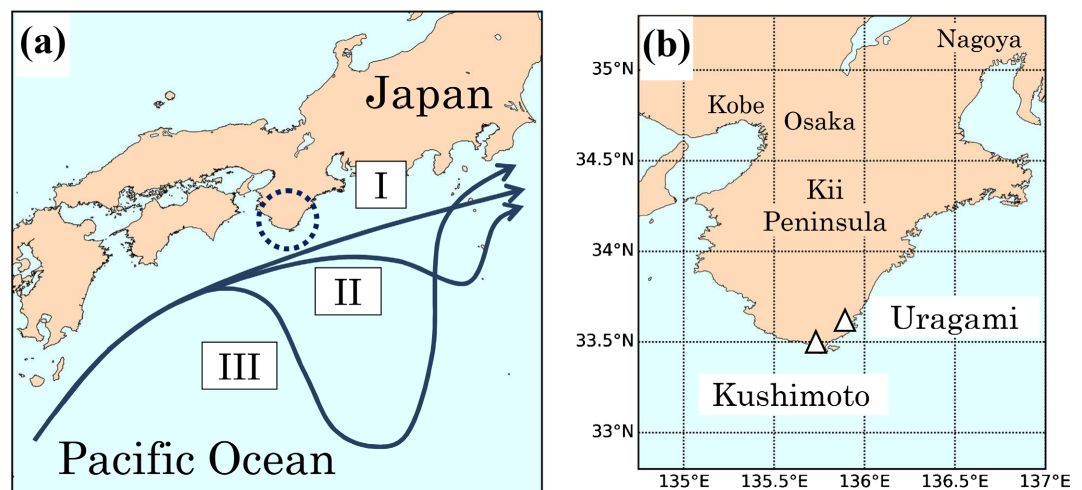 (a)
Japan
I
II
III
Pacific Ocean
(b)
Nagoya
Kobe
Osaka
Kii
Peninsula
Uragami
Kushimoto
35°N
34.5°N
34°N
33.5°N
33°N
135°E
135.5°E
136°E
136.5°E
137°E